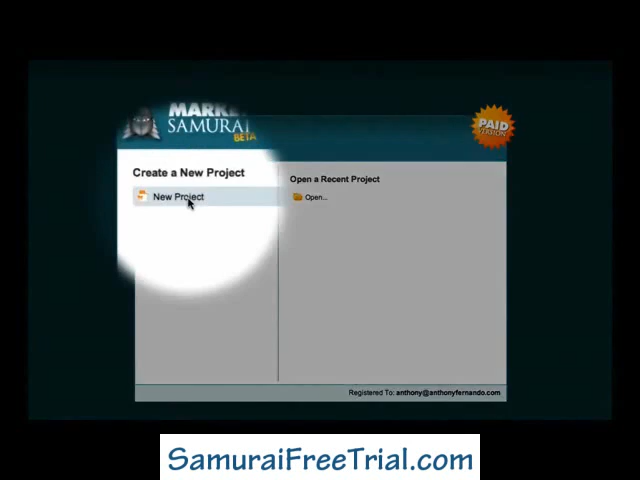 MARKE
SAMURAI
BETA
PAID
VERSION
Create a New Project
New Project
Open a Recent Project
Open...
Registered To: anthony@anthonyfernando.com
SamuraiFreeTrial.com